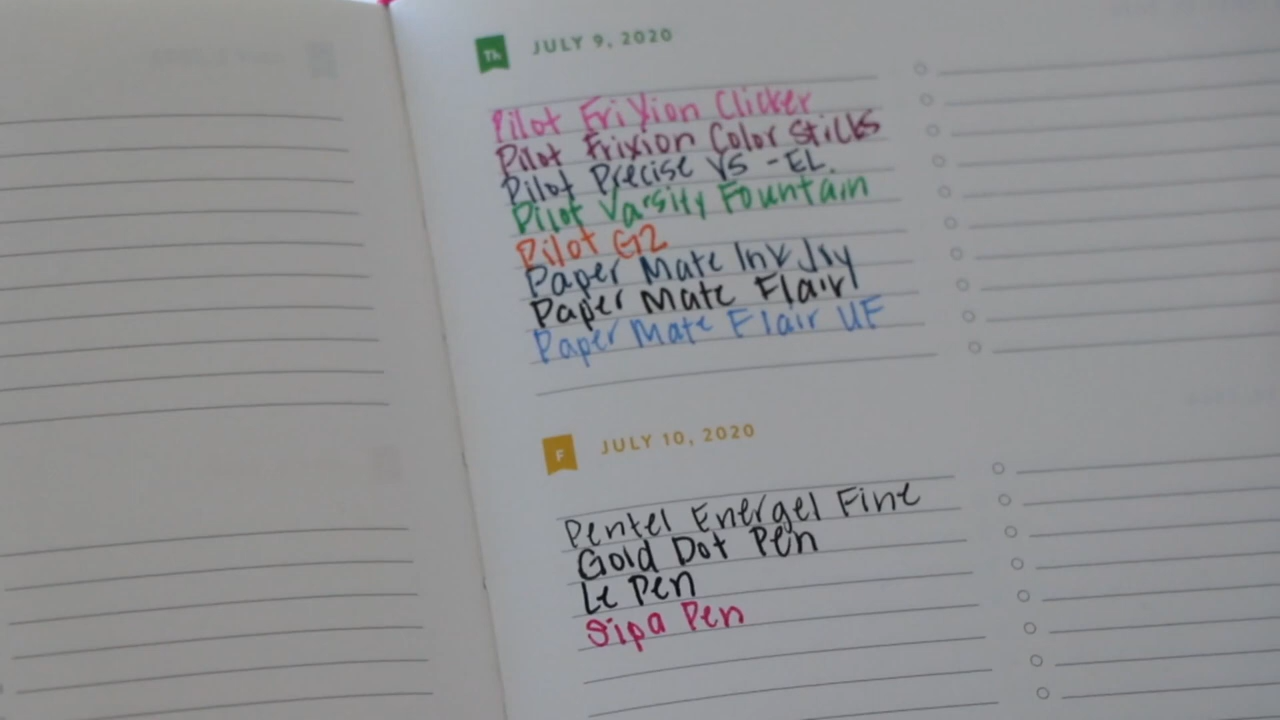 Th JULY 9, 2020
Pilot FriXion Clicker
Pilot Frixion Color Sticks
Pilot Precise V5 - EL.
Pilot Varsity Fountain
Pilot G2
Paper Mate Ink Joy
Paper Mate Flair
Paper Mate Flair UF
F JULY 10, 2020
Pentel Energel Fine
Gold Dot Pen
Le Pen
Sipa Pen